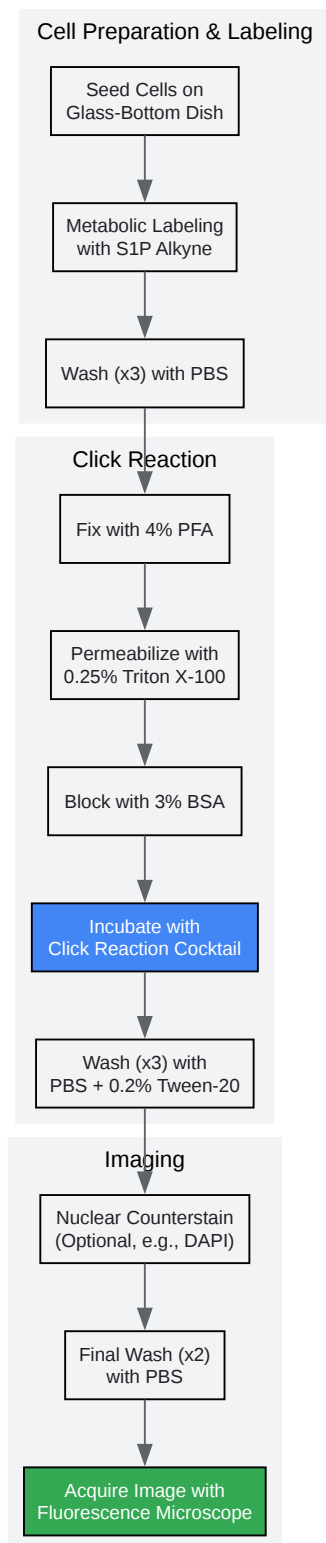 Cell Preparation & Labeling
Seed Cells on
Glass-Bottom Dish
Metabolic Labeling
with S1P Alkyne
Wash (x3) with PBS
Click Reaction
Fix with 4% PFA
Permeabilize with
0.25% Triton X-100
Block with 3% BSA
Incubate with
Click Reaction Cocktail
Wash (x3) with
PBS + 0.2% Tween-20
Imaging
Nuclear Counterstain
(Optional, e.g., DAPI)
Final Wash (x2)
with PBS
Acquire Image with
Fluorescence Microscope